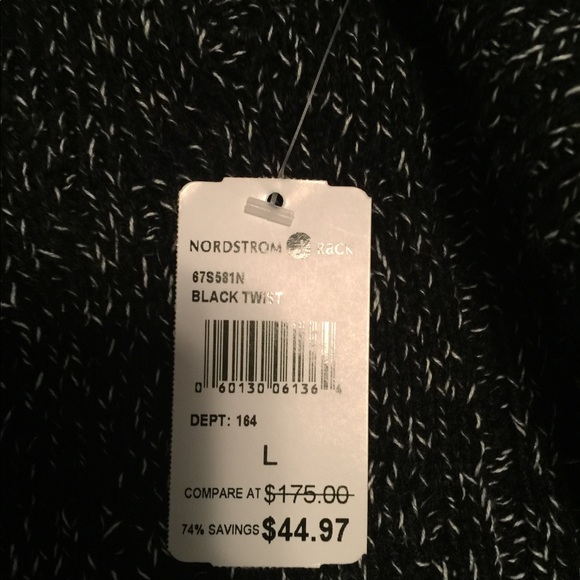 NORDSTROM rack
67S581N
BLACK TWIST
0 60130 06136 4
DEPT: 164
L
COMPARE AT $175.00
74% SAVINGS $44.97